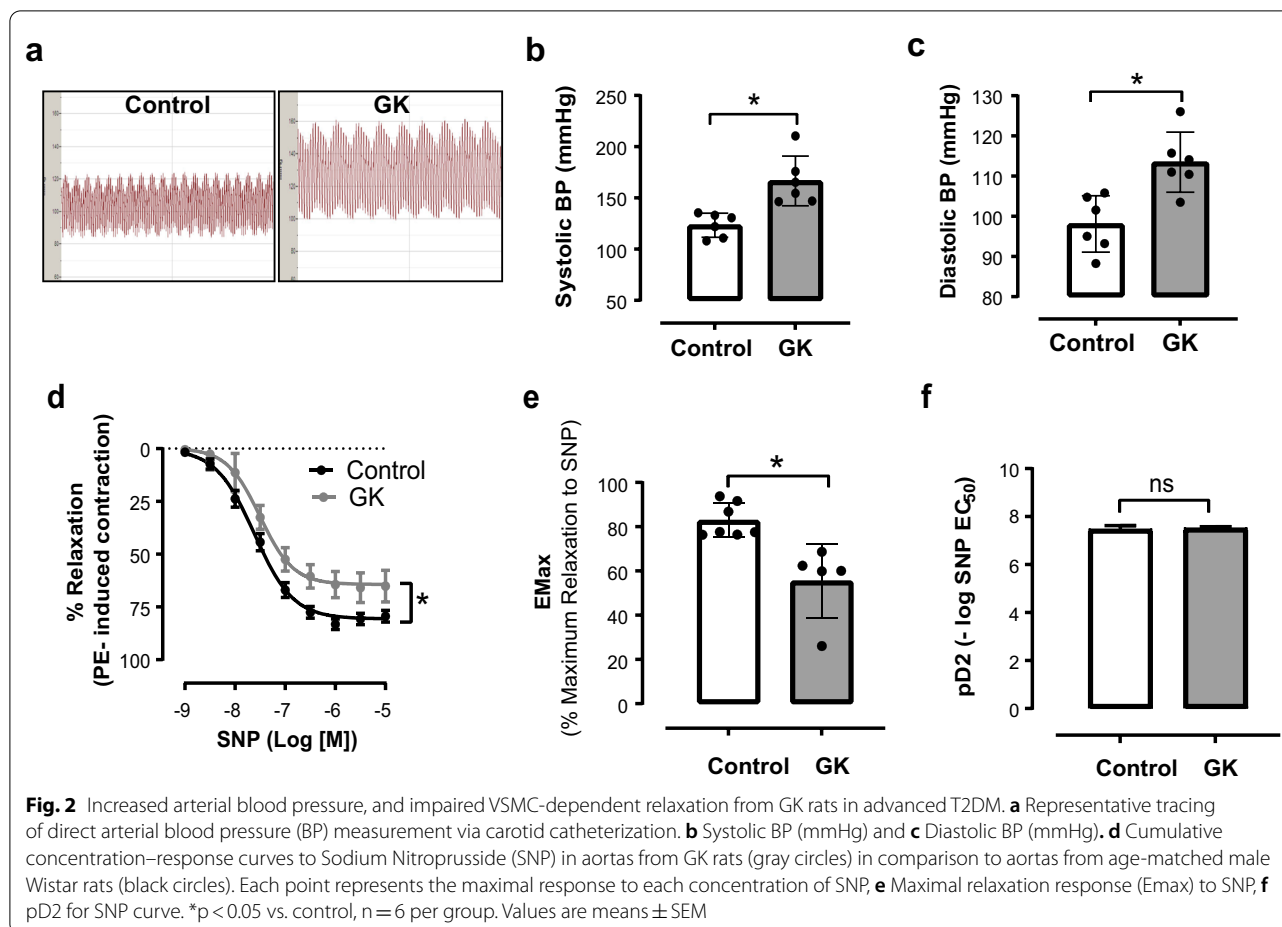 a
Control
GK
b
Systolic BP (mmHg)
250
200
150
100
50
*
Control
GK
c
Diastolic BP (mmHg)
130
120
110
100
90
80
*
Control
GK
d
% Relaxation
(PE- induced contraction)
0
25
50
75
100
Control
GK
*
-9
-8
-7
-6
-5
SNP (Log [M])
e
EMax
(% Maximum Relaxation to SNP)
100
80
60
40
20
0
*
Control
GK
f
pD2 (- log SNP EC50)
10
8
6
4
2
0
ns
Control
GK
Fig. 2 Increased arterial blood pressure, and impaired VSMC-dependent relaxation from GK rats in advanced T2DM. a Representative tracing
of direct arterial blood pressure (BP) measurement via carotid catheterization. b Systolic BP (mmHg) and c Diastolic BP (mmHg). d Cumulative
concentration–response curves to Sodium Nitroprusside (SNP) in aortas from GK rats (gray circles) in comparison to aortas from age-matched male
Wistar rats (black circles). Each point represents the maximal response to each concentration of SNP, e Maximal relaxation response (Emax) to SNP, f
pD2 for SNP curve. *p < 0.05 vs. control, n = 6 per group. Values are means ± SEM